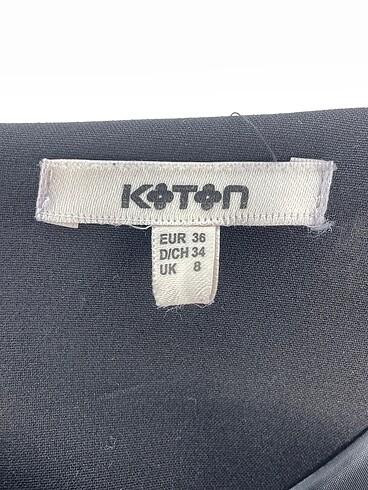 KOTON
EUR 36
D/CH 34
UK 8